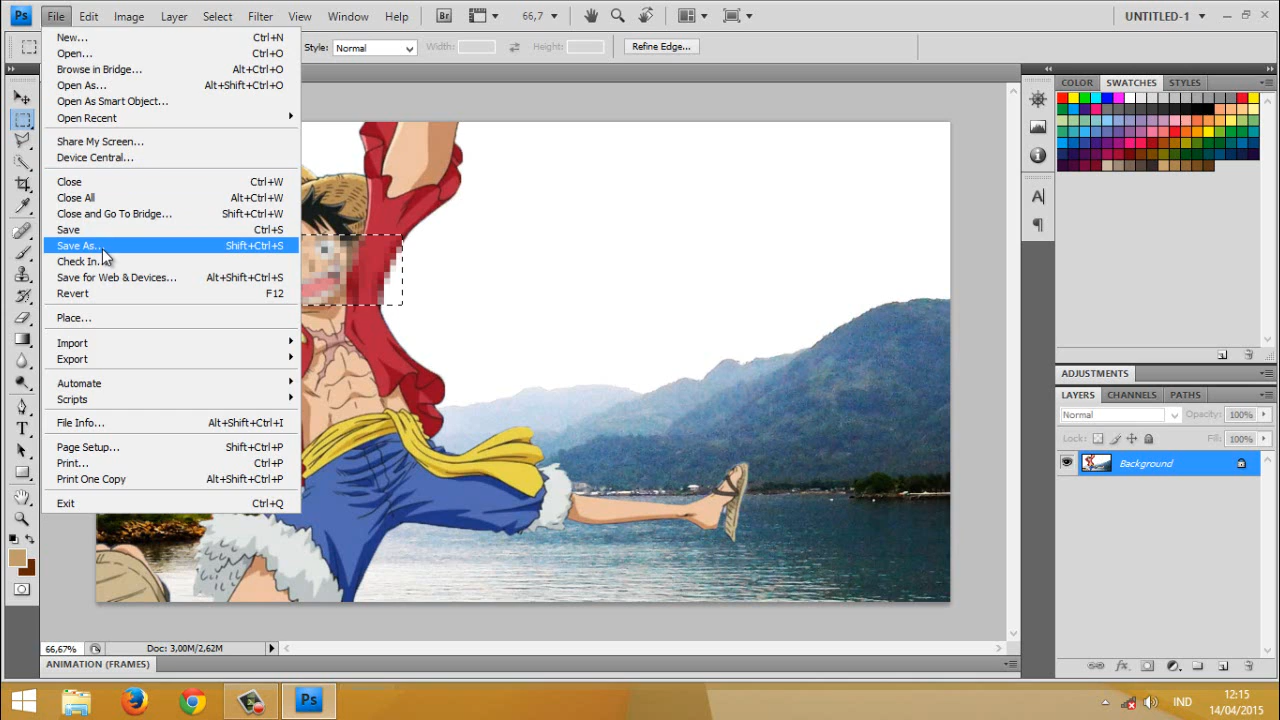 Ps File Edit Image Layer Select Filter View Window Help Br 66,7 UNTITLED-1
Style: Normal Width: Height: Refine Edge...
New... Ctrl+N
Open... Ctrl+O
Browse in Bridge... Alt+Ctrl+O
Open As... Alt+Shift+Ctrl+O
Open As Smart Object...
Open Recent
Share My Screen...
Device Central...
Close Ctrl+W
Close All Alt+Ctrl+W
Close and Go To Bridge... Shift+Ctrl+W
Save Ctrl+S
Save As... Shift+Ctrl+S
Check In...
Save for Web & Devices... Alt+Shift+Ctrl+S
Revert F12
Place...
Import
Export
Automate
Scripts
File Info... Alt+Shift+Ctrl+I
Page Setup... Shift+Ctrl+P
Print... Ctrl+P
Print One Copy Alt+Shift+Ctrl+P
Exit Ctrl+Q
COLOR SWATCHES STYLES
ADJUSTMENTS
LAYERS CHANNELS PATHS
Normal Opacity: 100%
Lock: Fill: 100%
Background
66,67% Doc: 3,00M/2,62M
ANIMATION (FRAMES)
Ps IND 12:15
14/04/2015